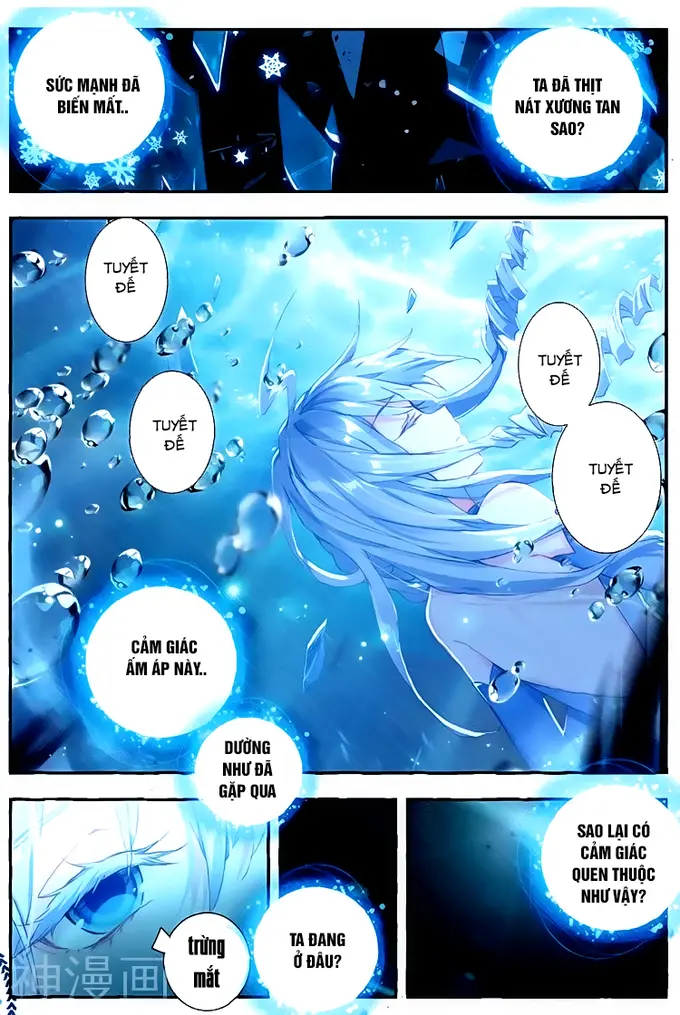 SỨC MẠNH ĐÃ
BIẾN MẤT..
TA ĐÃ THỊT
NÁT XƯƠNG TAN
SAO?
TUYẾT
ĐẾ
TUYẾT
ĐẾ
TUYẾT
ĐẾ
TUYẾT
ĐẾ
CẢM GIÁC
ẤM ÁP NÀY..
DƯỜNG
NHƯ ĐÃ
GẶP QUA
SAO LẠI CÓ
CẢM GIÁC
QUEN THUỘC
NHƯ VẬY?
trừng
mắt
TA ĐANG
Ở ĐÂU?
神漫画